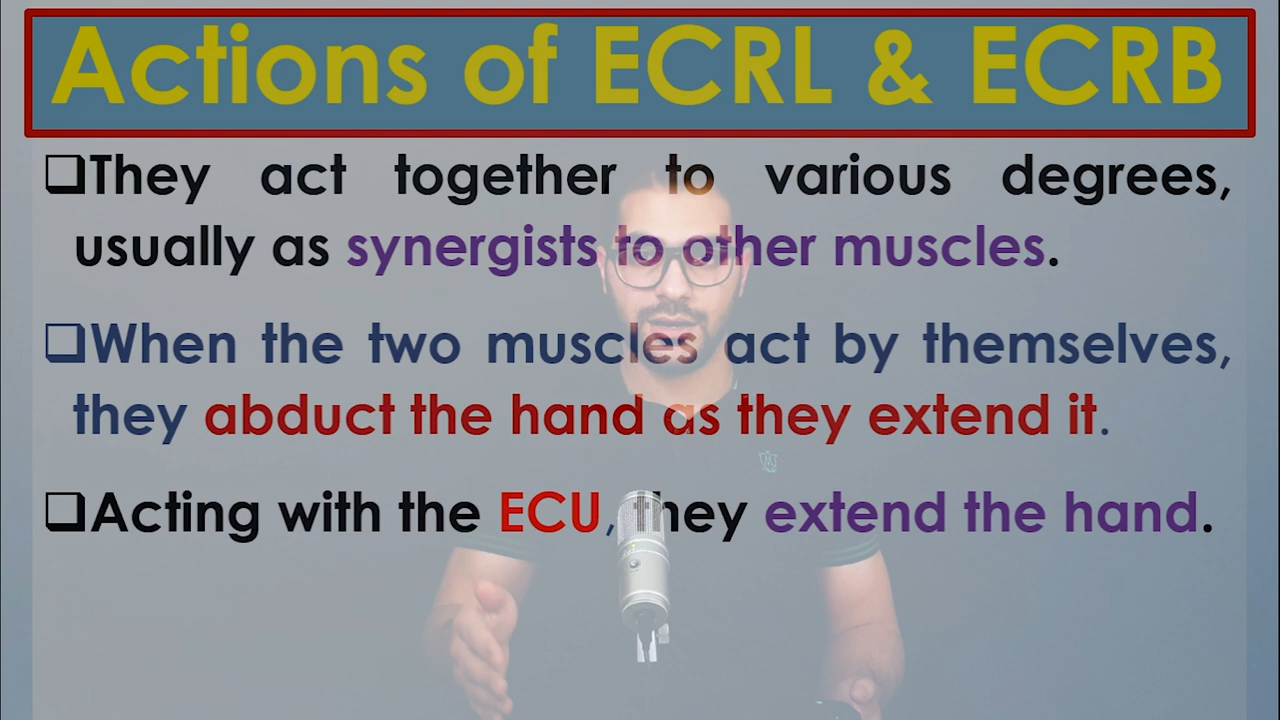 Actions of ECRL & ECRB
❑They act together to various degrees,
usually as synergists to other muscles.
❑When the two muscles act by themselves,
they abduct the hand as they extend it.
❑Acting with the ECU, they extend the hand.